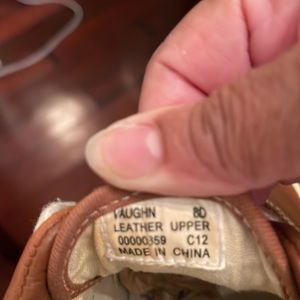 VAUGHN 8D
LEATHER UPPER
00000359 C12
MADE IN CHINA